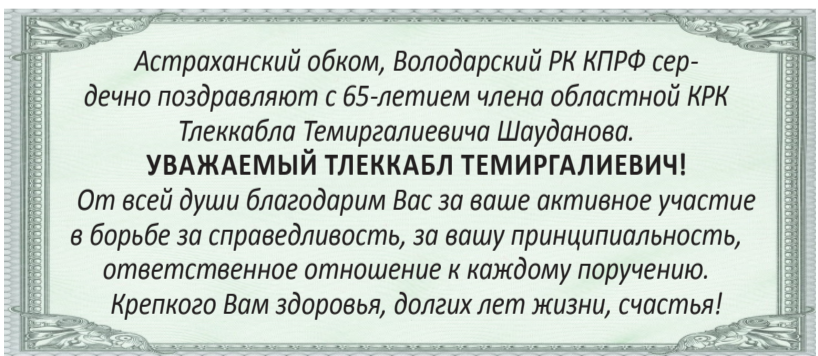 Астраханский обком, Володарский РК КПРФ сер-
дечно поздравляют с 65-летием члена областной КРК
Тлеккабла Темиргалиевича Шауданова.
УВАЖАЕМЫЙ ТЛЕККАБЛ ТЕМИРГАЛИЕВИЧ!
От всей души благодарим Вас за ваше активное участие
в борьбе за справедливость, за вашу принципиальность,
ответственное отношение к каждому поручению.
Крепкого Вам здоровья, долгих лет жизни, счастья!